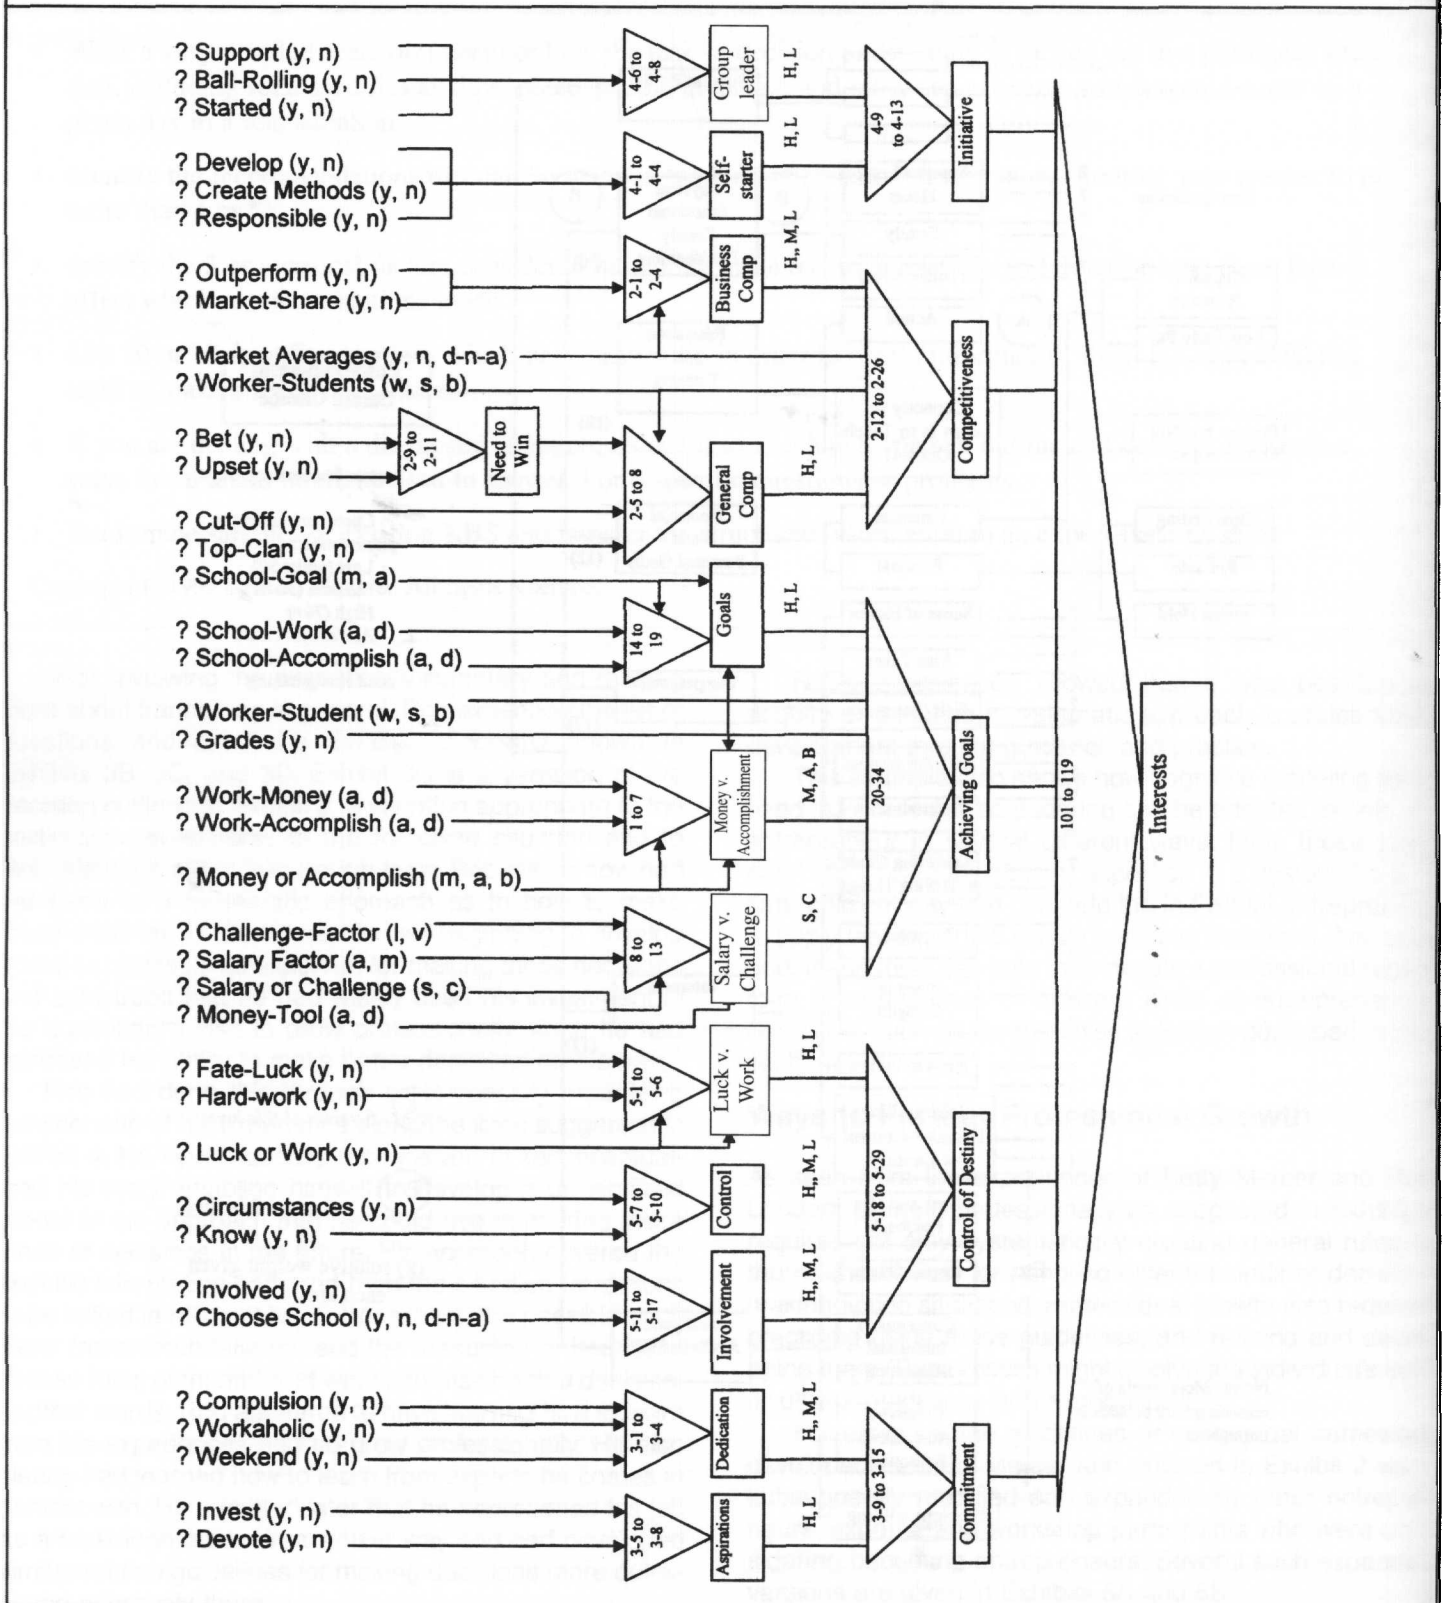 ? Support (y, n)
? Ball-Rolling (y, n)
? Started (y, n)
4-6 to
4-8
Group
leader
H, L
? Develop (y, n)
? Create Methods (y, n)
? Responsible (y, n)
4-1 to
4-4
Self-
starter
H, L
4-9
to 4-13
Initiative
? Outperform (y, n)
? Market-Share (y, n)
2-1 to
2-4
Business
Comp
H,, M, L
? Market Averages (y, n, d-n-a)
? Worker-Students (w, s, b)
? Bet (y, n)
? Upset (y, n)
2-9 to
2-11
Need to
Win
? Cut-Off (y, n)
? Top-Clan (y, n)
2-5 to 8
General
Comp
H, L
2-12 to 2-26
Competitiveness
? School-Goal (m, a)
? School-Work (a, d)
? School-Accomplish (a, d)
14 to
19
Goals
H, L
? Worker-Student (w, s, b)
? Grades (y, n)
? Work-Money (a, d)
? Work-Accomplish (a, d)
1 to 7
Money v.
Accomplishment
M, A, B
? Money or Accomplish (m, a, b)
? Challenge-Factor (l, v)
? Salary Factor (a, m)
? Salary or Challenge (s, c)
? Money-Tool (a, d)
8 to
13
Salary v.
Challenge
S, C
20-34
Achieving Goals
? Fate-Luck (y, n)
? Hard-work (y, n)
? Luck or Work (y, n)
5-1 to
5-6
Luck v.
Work
H, L
? Circumstances (y, n)
? Know (y, n)
5-7 to
5-10
Control
H,, M, L
? Involved (y, n)
? Choose School (y, n, d-n-a)
5-11 to
5-17
Involvement
H,, M, L
5-18 to 5-29
Control of Destiny
? Compulsion (y, n)
? Workaholic (y, n)
? Weekend (y, n)
3-1 to
3-4
Dedication
H,, M, L
? Invest (y, n)
? Devote (y, n)
3-5 to
3-8
Aspirations
H, L
3-9 to 3-15
Commitment
101 to 119
Interests